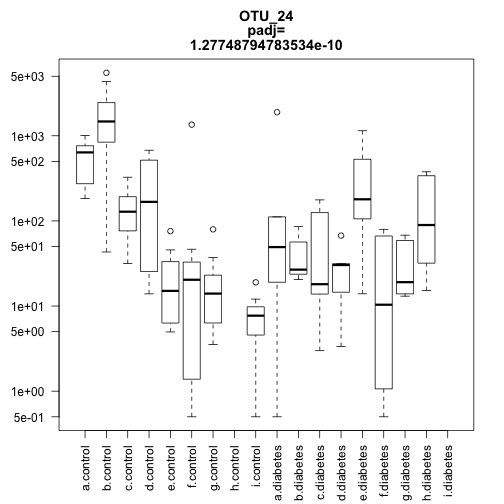 OTU_24
padj=
1.27748794783534e-10
5e+03
1e+03
5e+02
1e+02
5e+01
1e+01
5e+00
1e+00
5e-01
a.control
b.control
c.control
d.control
e.control
f.control
g.control
h.control
i.control
a.diabetes
b.diabetes
c.diabetes
d.diabetes
e.diabetes
f.diabetes
g.diabetes
h.diabetes
i.diabetes